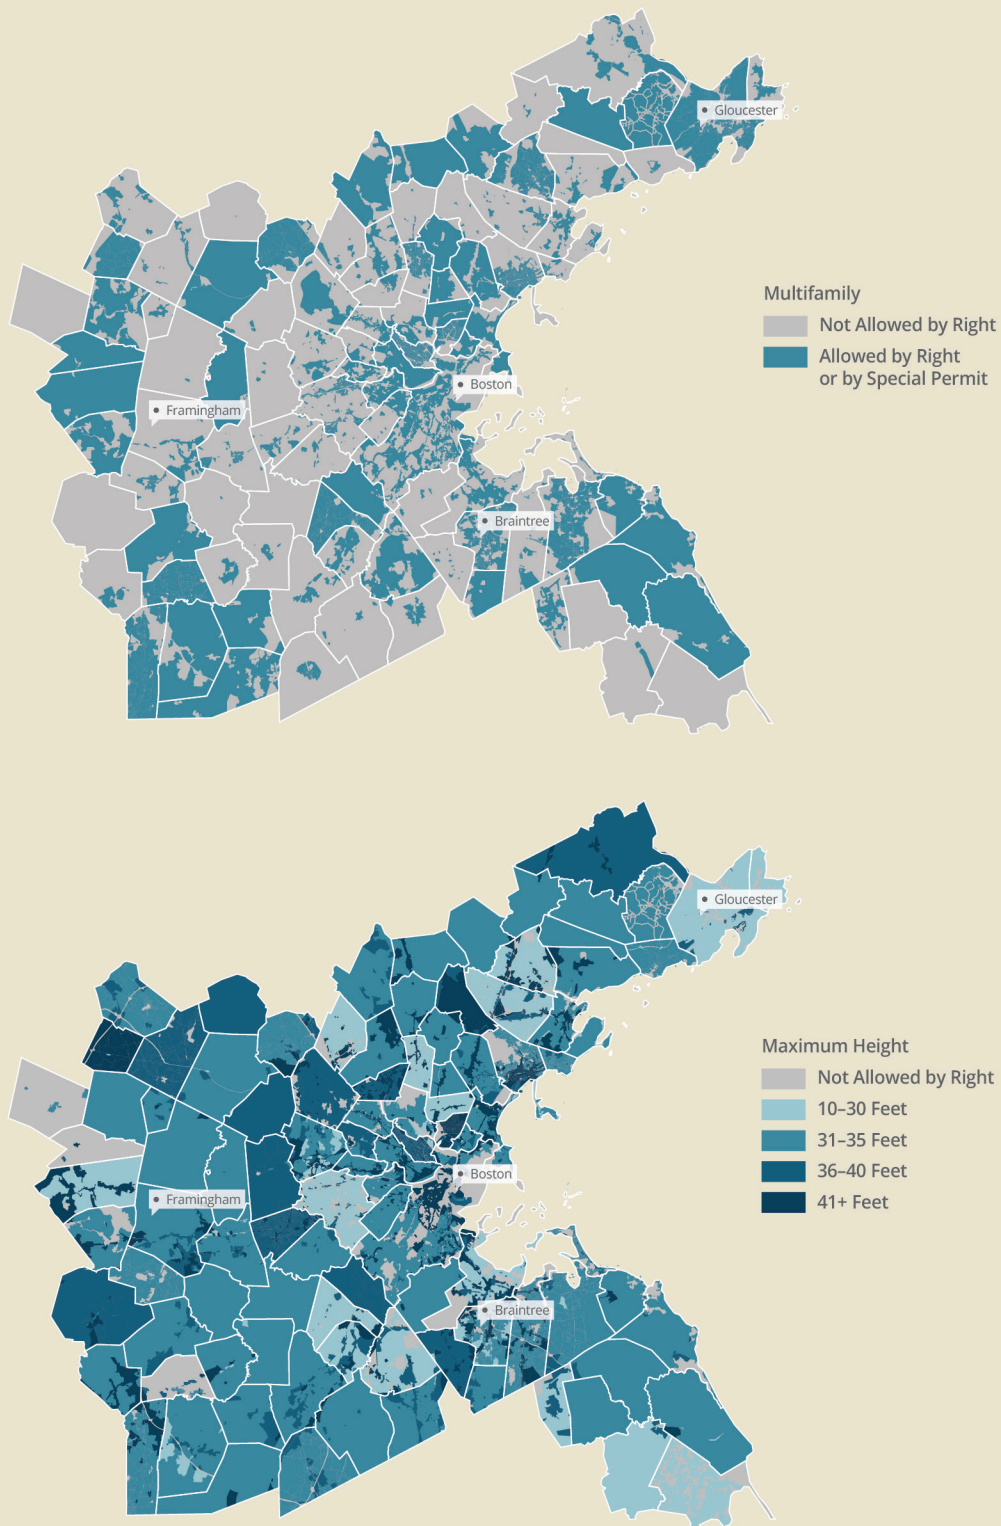 Gloucester
Multifamily
Not Allowed by Right
Allowed by Right
or by Special Permit
Boston
Framingham
Braintree
Gloucester
Maximum Height
Not Allowed by Right
10–30 Feet
31–35 Feet
36–40 Feet
41+ Feet
Boston
Framingham
Braintree